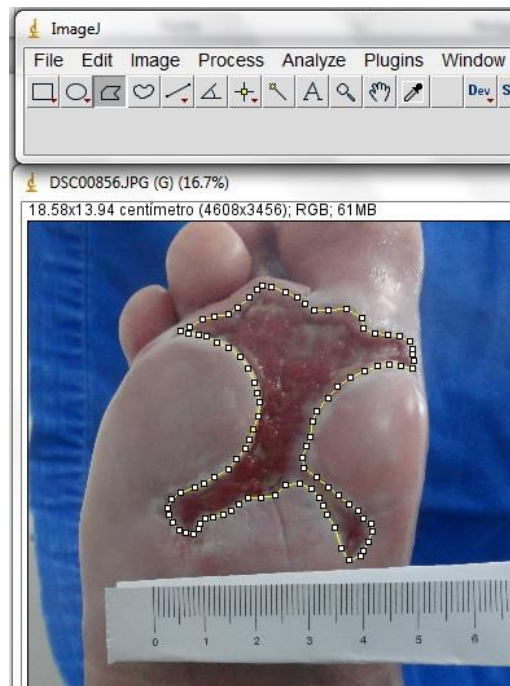 ImageJ
File Edit Image Process Analyze Plugins Window
A Dev S
DSC00856.JPG (G) (16.7%)
18.58x13.94 centímetro (4608x3456); RGB; 61MB
0 1 2 3 4 5 6